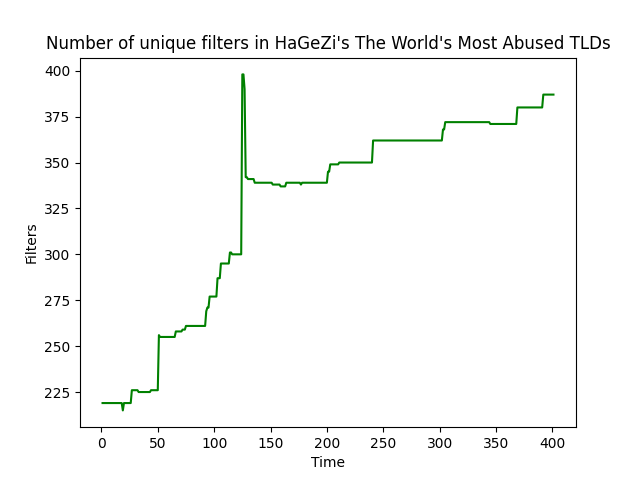 Number of unique filters in HaGeZi's The World's Most Abused TLDs
400
375
350
325
300
275
250
225
Filters
0 50 100 150 200 250 300 350 400
Time